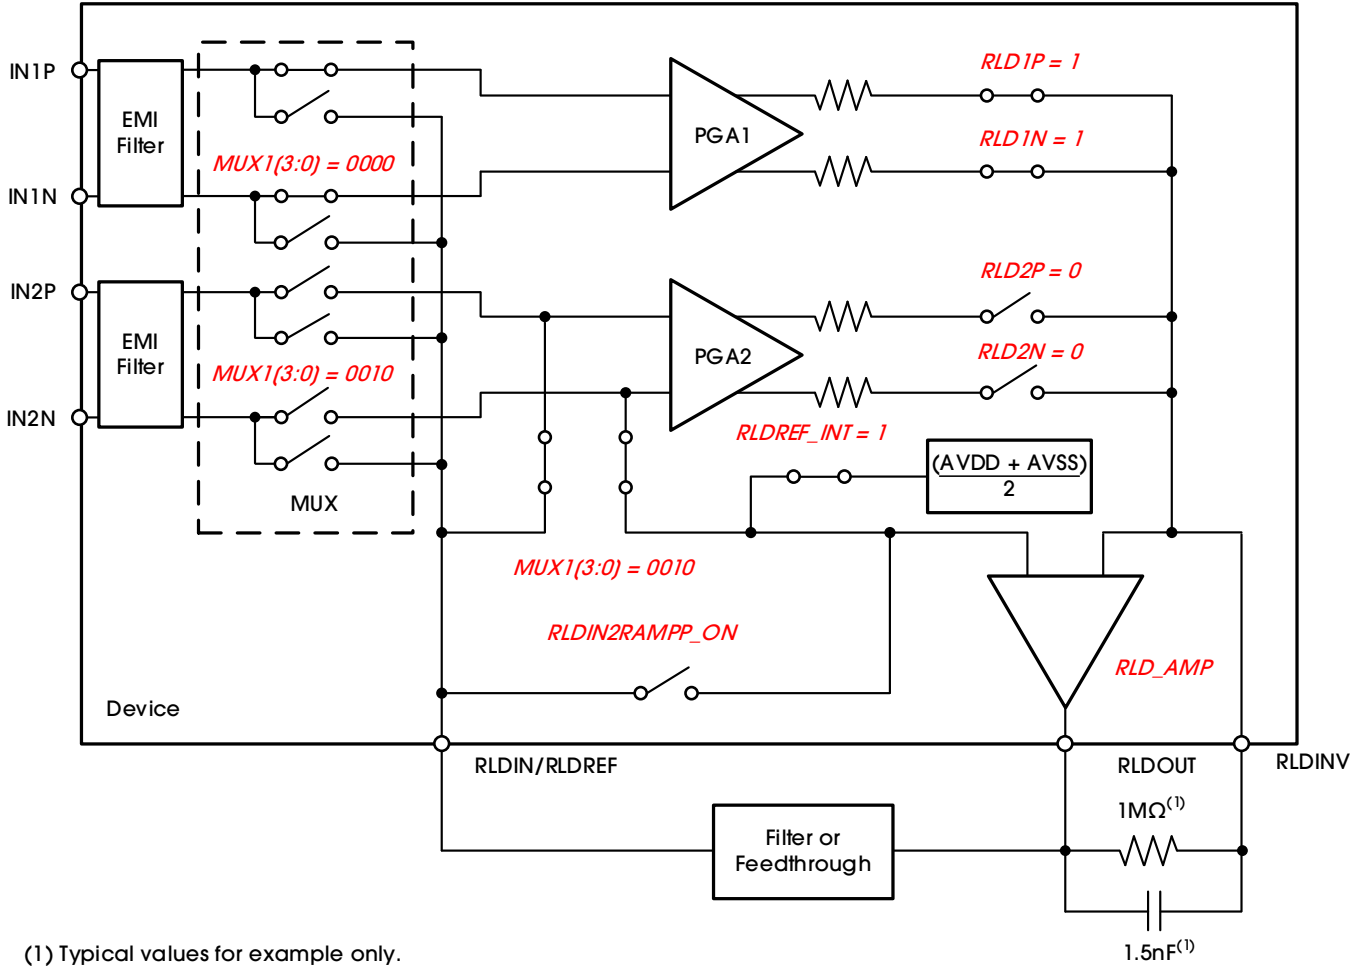 IN1P
IN1N
IN2P
IN2N
EMI
Filter
EMI
Filter
MUX1(3:0) = 0000
MUX1(3:0) = 0010
MUX
PGA1
PGA2
RLD1P = 1
RLD1N = 1
RLD2P = 0
RLD2N = 0
RLDREF_INT = 1
(AVDD + AVSS)
2
MUX1(3:0) = 0010
RLDIN2RAMPP_ON
RLD_AMP
Device
RLDIN/RLDREF
RLDOUT
RLDINV
1MΩ(1)
Filter or
Feedthrough
1.5nF(1)
(1) Typical values for example only.